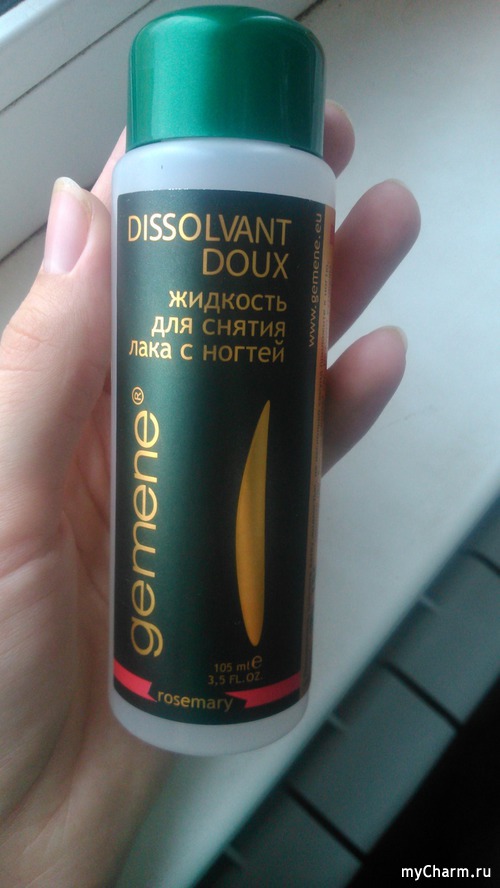 DISSOLVANT
DOUX
жидкость
для снятия
лака с ногтей
gemene®
105 ml e
3,5 FL.OZ.
rosemary
www.gemene.eu
myCharm.ru